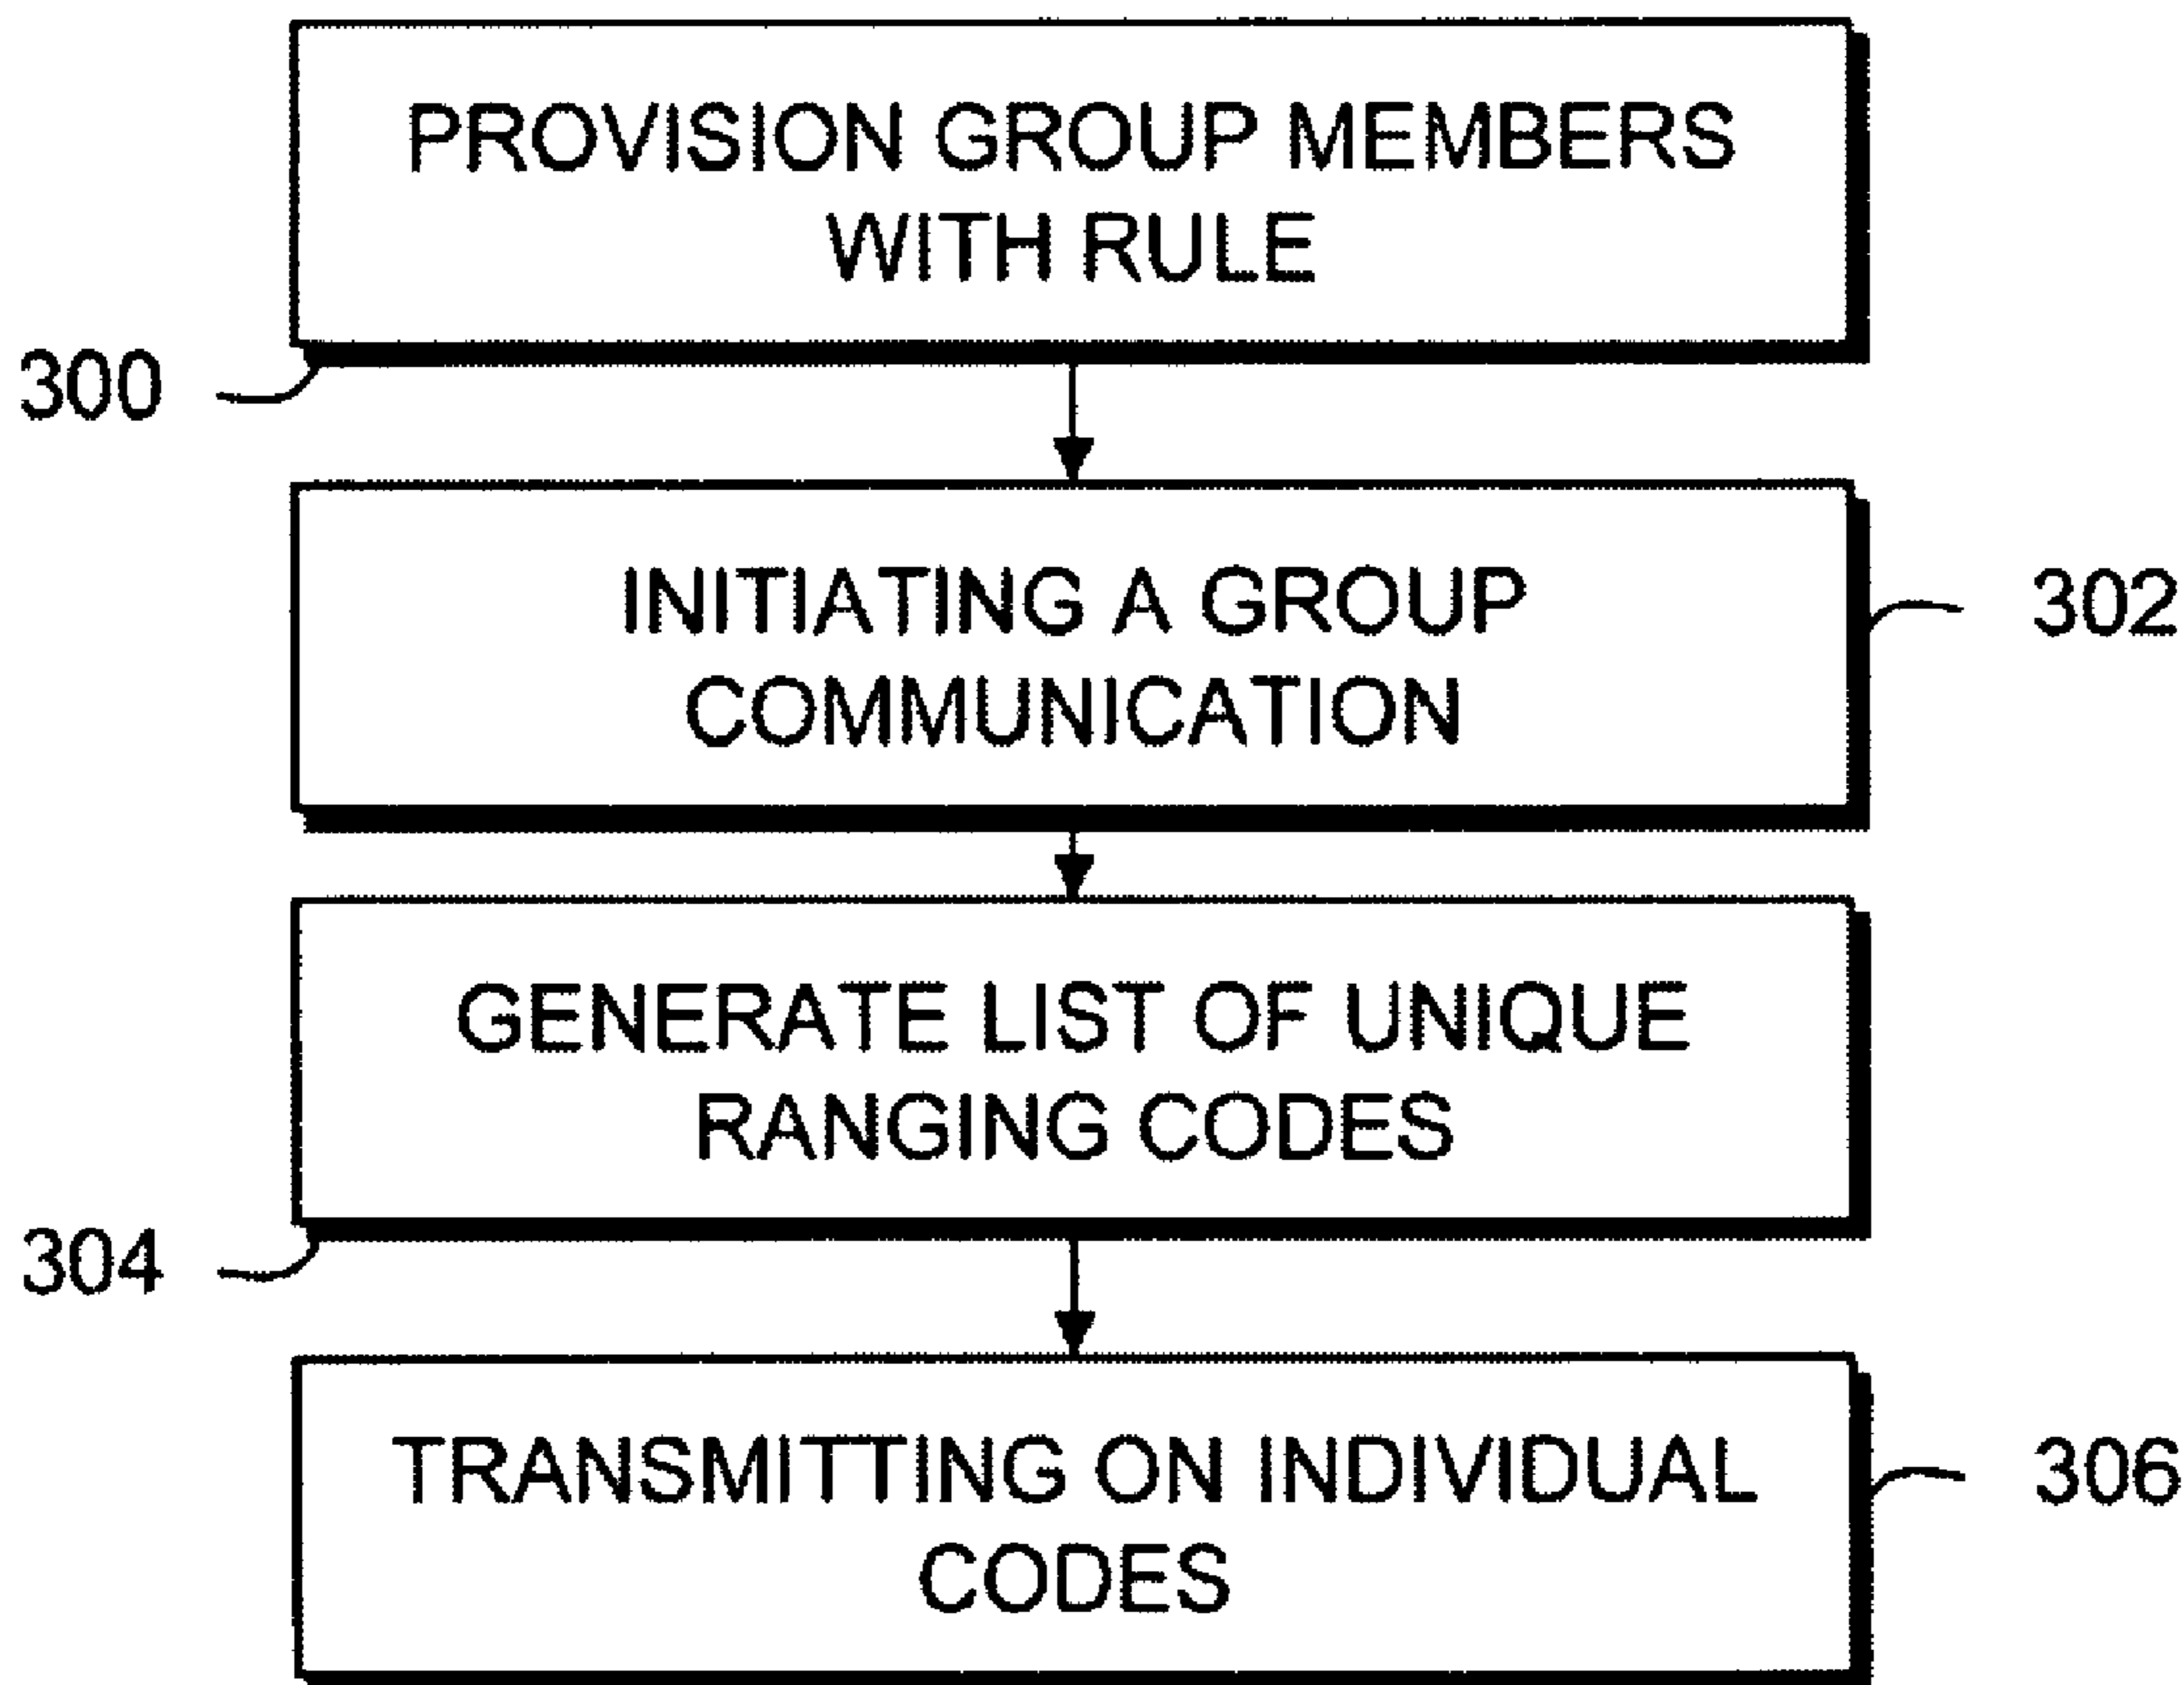 PROVISION GROUP MEMBERS
WITH RULE
300
INITIATING A GROUP
COMMUNICATION
302
GENERATE LIST OF UNIQUE
RANGING CODES
304
TRANSMITTING ON INDIVIDUAL
CODES
306